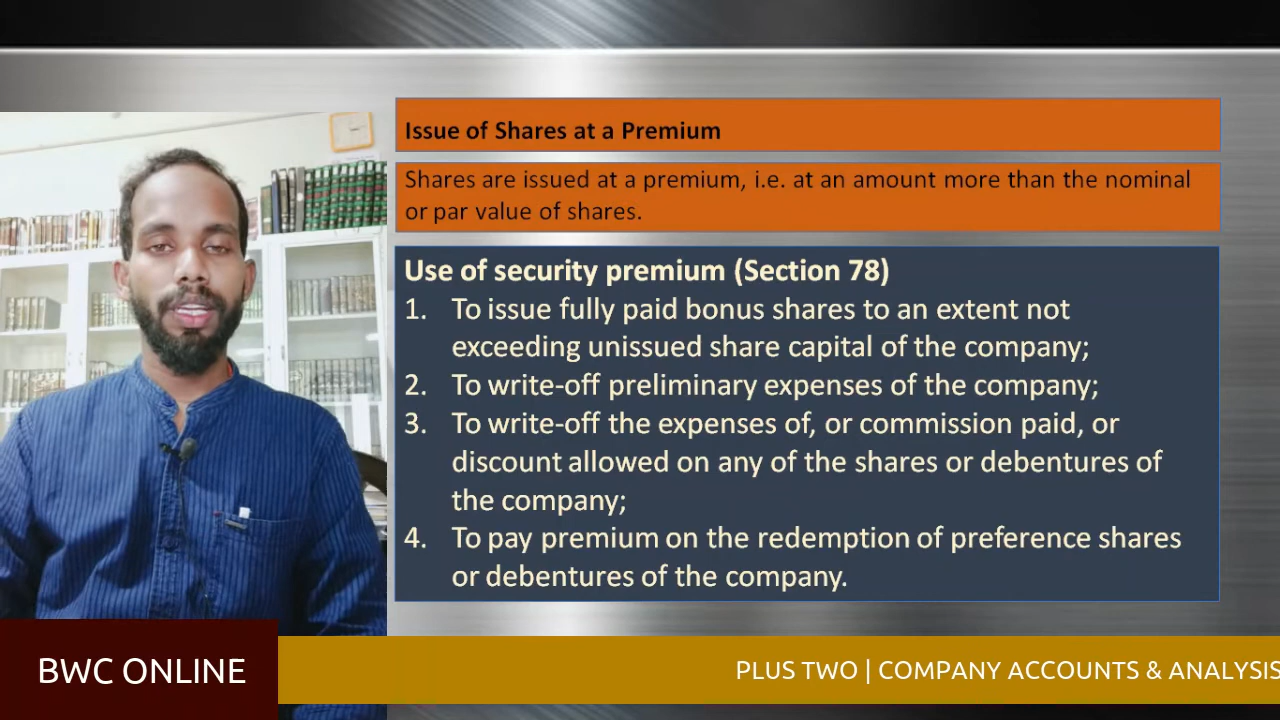 Issue of Shares at a Premium
Shares are issued at a premium, i.e. at an amount more than the nominal
or par value of shares.
Use of security premium (Section 78)
1. To issue fully paid bonus shares to an extent not
exceeding unissued share capital of the company;
2. To write-off preliminary expenses of the company;
3. To write-off the expenses of, or commission paid, or
discount allowed on any of the shares or debentures of
the company;
4. To pay premium on the redemption of preference shares
or debentures of the company.
BWC ONLINE
PLUS TWO | COMPANY ACCOUNTS & ANALYSIS